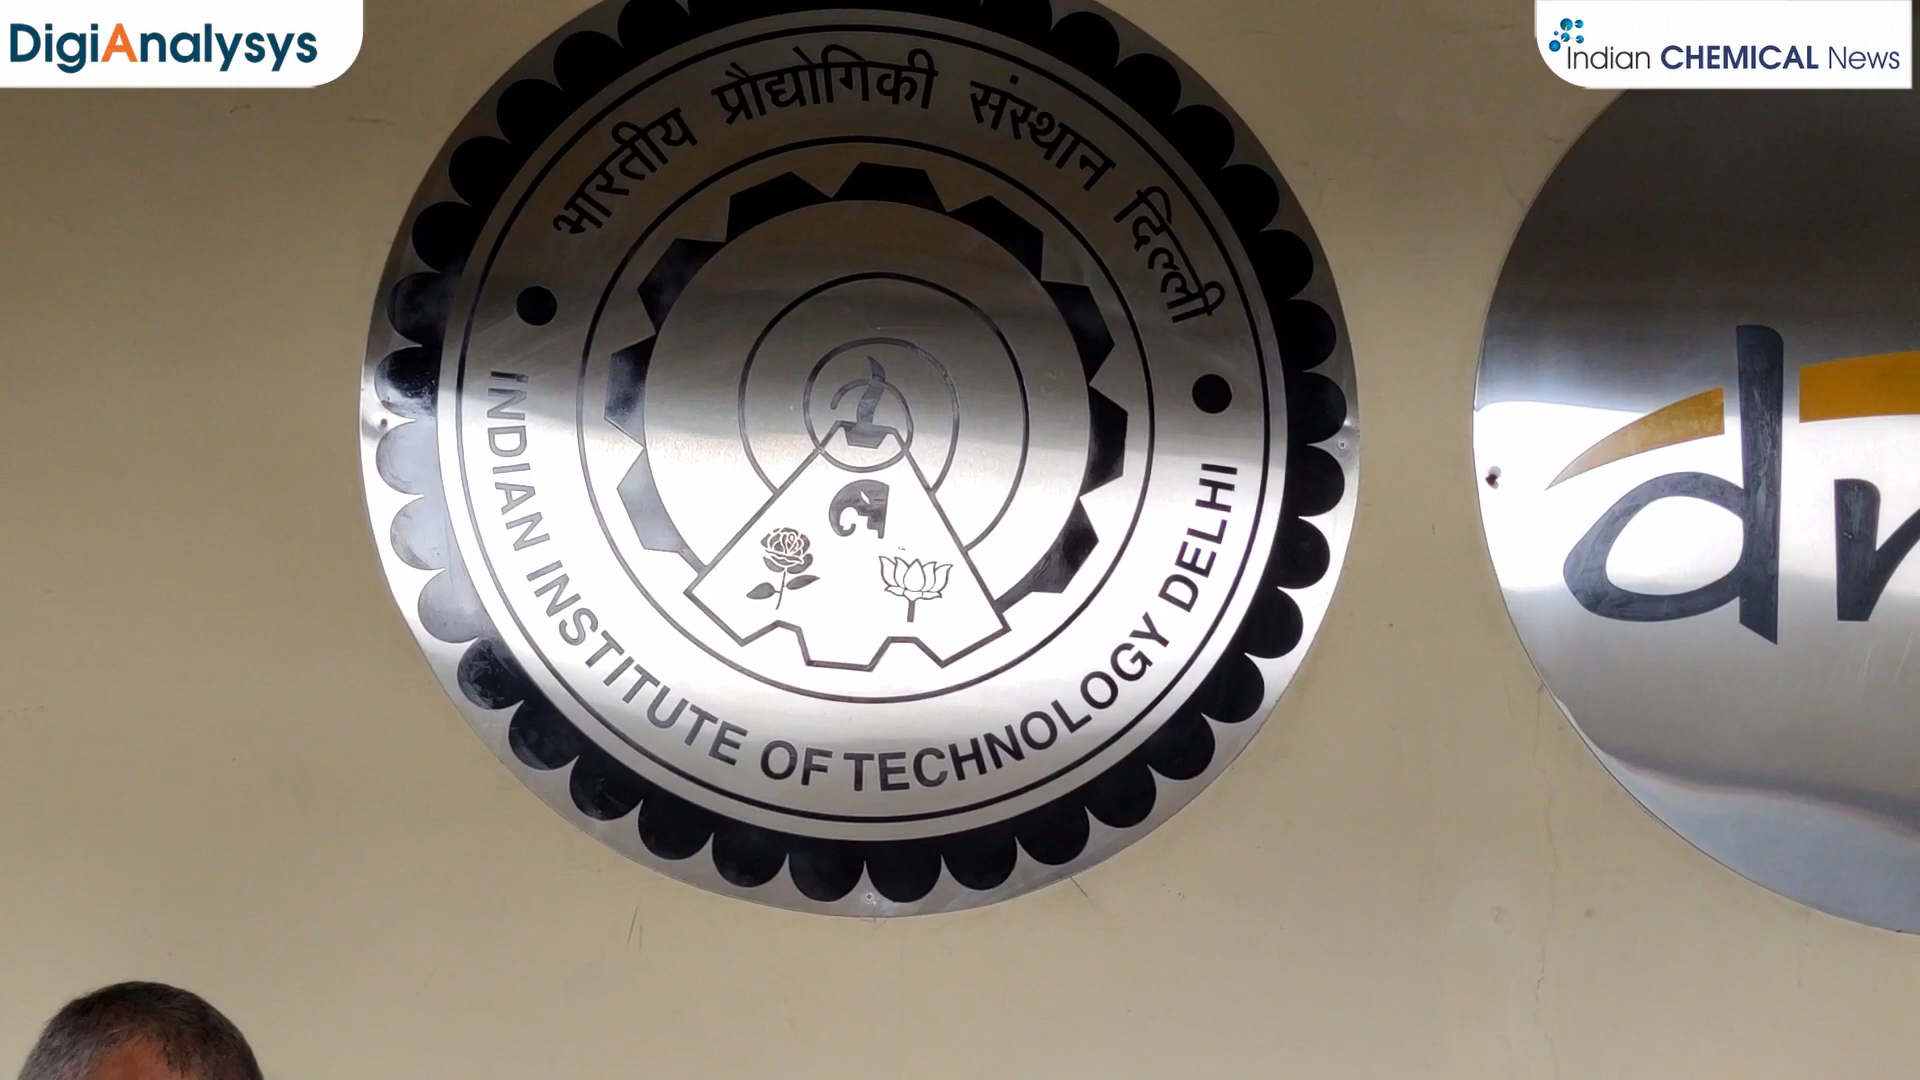 DigiAnalysys
Indian CHEMICAL News
भारतीय प्रौद्योगिकी संस्थान दिल्ली
INDIAN INSTITUTE OF TECHNOLOGY DELHI